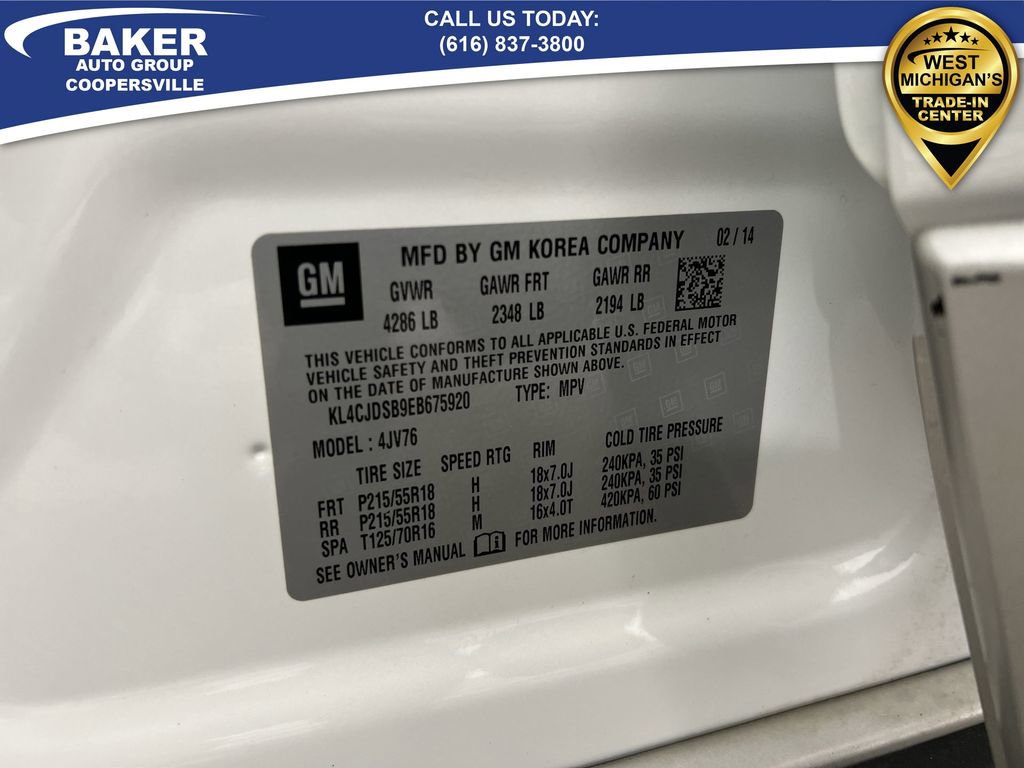 BAKER
AUTO GROUP
COOPERSVILLE
CALL US TODAY:
(616) 837-3800
WEST
MICHIGAN'S
TRADE-IN
CENTER
GM
MFD BY GM KOREA COMPANY 02 / 14
GVWR GAWR FRT GAWR RR
4286 LB 2348 LB 2194 LB
THIS VEHICLE CONFORMS TO ALL APPLICABLE U.S. FEDERAL MOTOR
VEHICLE SAFETY AND THEFT PREVENTION STANDARDS IN EFFECT
ON THE DATE OF MANUFACTURE SHOWN ABOVE.
KL4CJDSB9EB675920 TYPE: MPV
MODEL : 4JV76
TIRE SIZE SPEED RTG RIM COLD TIRE PRESSURE
FRT P215/55R18 H 18x7.0J 240KPA, 35 PSI
RR P215/55R18 H 18x7.0J 240KPA, 35 PSI
SPA T125/70R16 M 16x4.0T 420KPA, 60 PSI
SEE OWNER'S MANUAL FOR MORE INFORMATION.